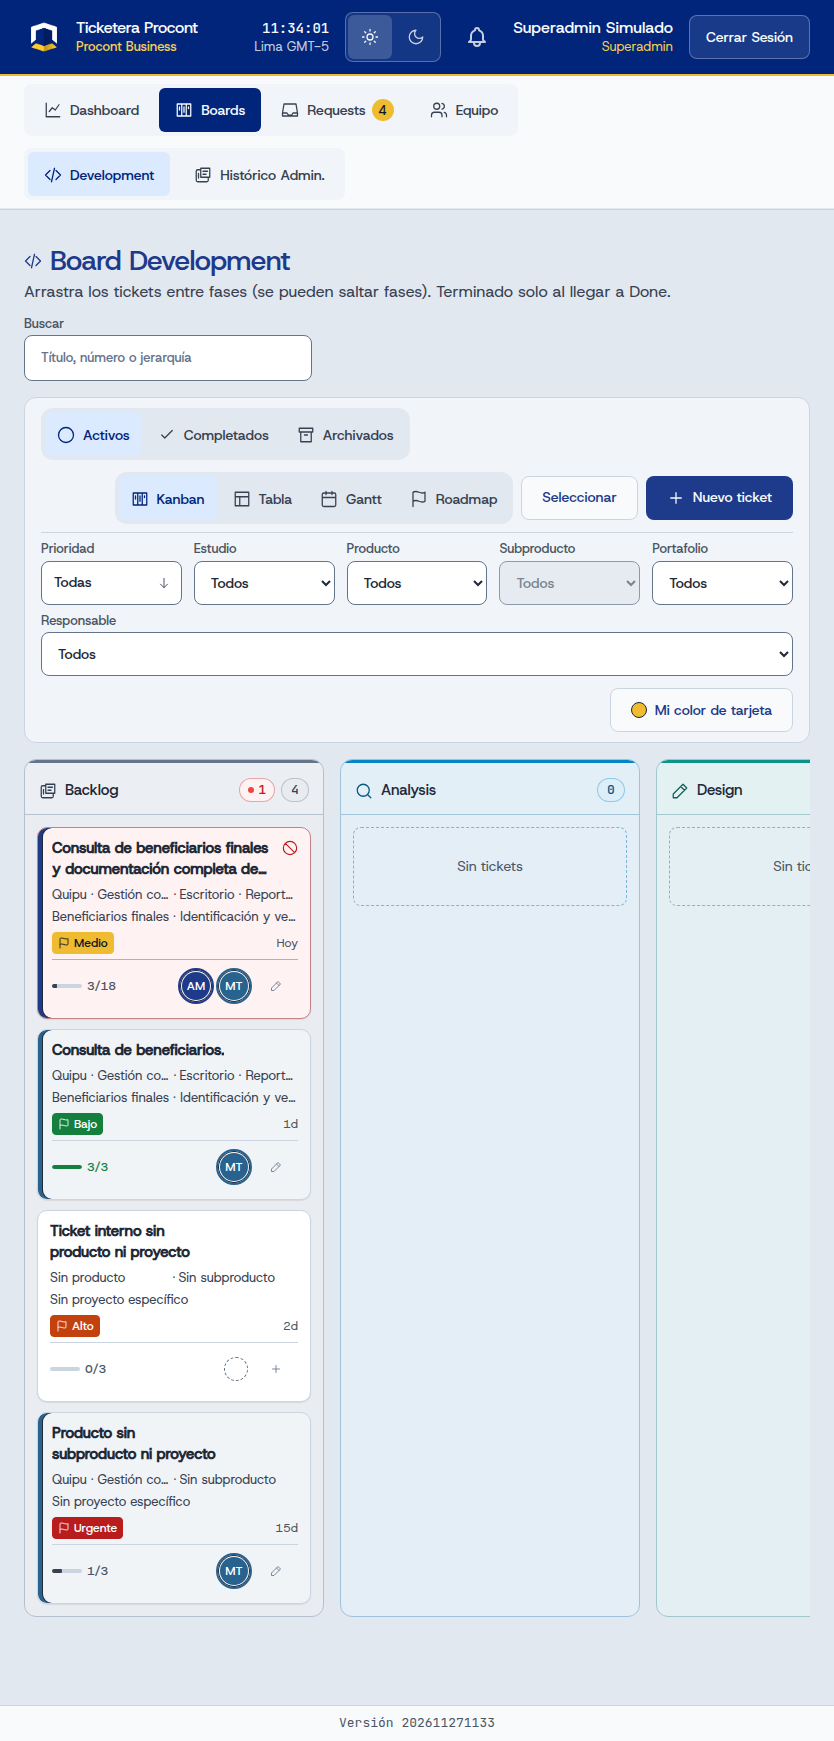 Ticketera Procont
Procont Business
11:34:01
Lima GMT-5
Superadmin Simulado
Superadmin
Cerrar Sesión
Dashboard
Boards
Requests 4
Equipo
Development
Histórico Admin.
Board Development
Arrastra los tickets entre fases (se pueden saltar fases). Terminado solo al llegar a Done.
Buscar
Título, número o jerarquía
Activos
Completados
Archivados
Kanban
Tabla
Gantt
Roadmap
Seleccionar
Nuevo ticket
Prioridad
Estudio
Producto
Subproducto
Portafolio
Todas
Todos
Todos
Todos
Todos
Responsable
Todos
Mi color de tarjeta
Backlog
1
4
Consulta de beneficiarios finales
y documentación completa de...
Quipu · Gestión co... · Escritorio · Report...
Beneficiarios finales · Identificación y ve...
Medio
Hoy
3/18
AM
MT
Consulta de beneficiarios.
Quipu · Gestión co... · Escritorio · Report...
Beneficiarios finales · Identificación y ve...
Bajo
1d
3/3
MT
Ticket interno sin
producto ni proyecto
Sin producto · Sin subproducto
Sin proyecto específico
Alto
2d
0/3
Producto sin
subproducto ni proyecto
Quipu · Gestión co... · Sin subproducto
Sin proyecto específico
Urgente
15d
1/3
MT
Analysis
0
Sin tickets
Design
Sin tic
Versión 202611271133